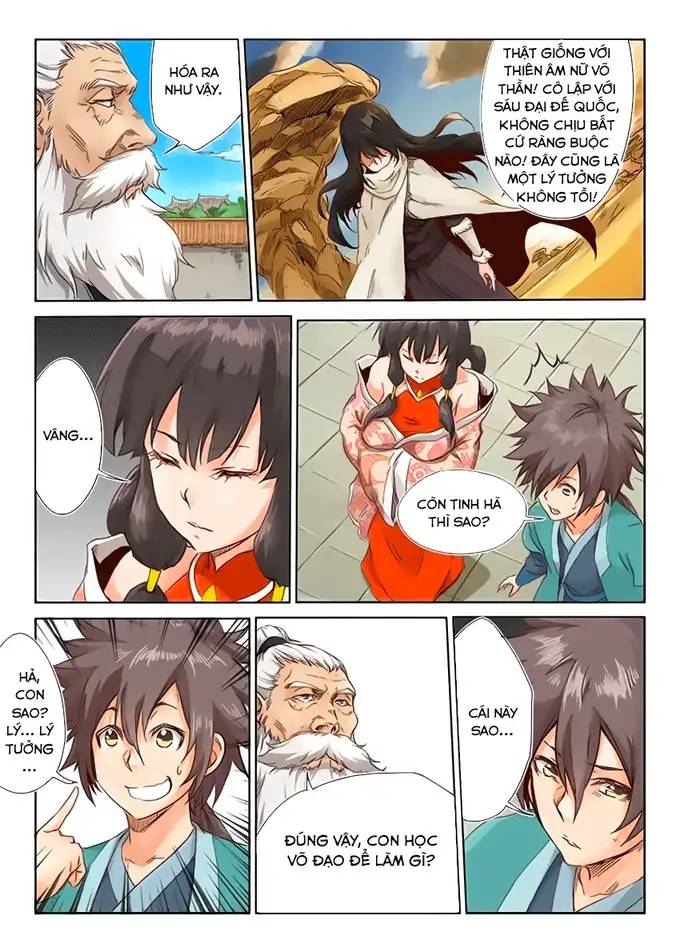 HÓA RA
NHƯ VẬY.
THẬT GIỐNG VỚI
THIÊN ÂM NỮ VÕ
THẦN! CÔ LẬP VỚI
SÁU ĐẠI ĐẾ QUỐC,
KHÔNG CHỊU BẤT
CỨ RÀNG BUỘC
NÀO! ĐÂY CŨNG LÀ
MỘT LÝ TƯỞNG
KHÔNG TỒI!
VÂNG...
CÒN TINH HÀ
THÌ SAO?
HẢ,
CON
SAO?
LÝ... LÝ
TƯỞNG
...
ĐÚNG VẬY, CON HỌC
VÕ ĐẠO ĐỂ LÀM GÌ?
CÁI NÀY
SAO...